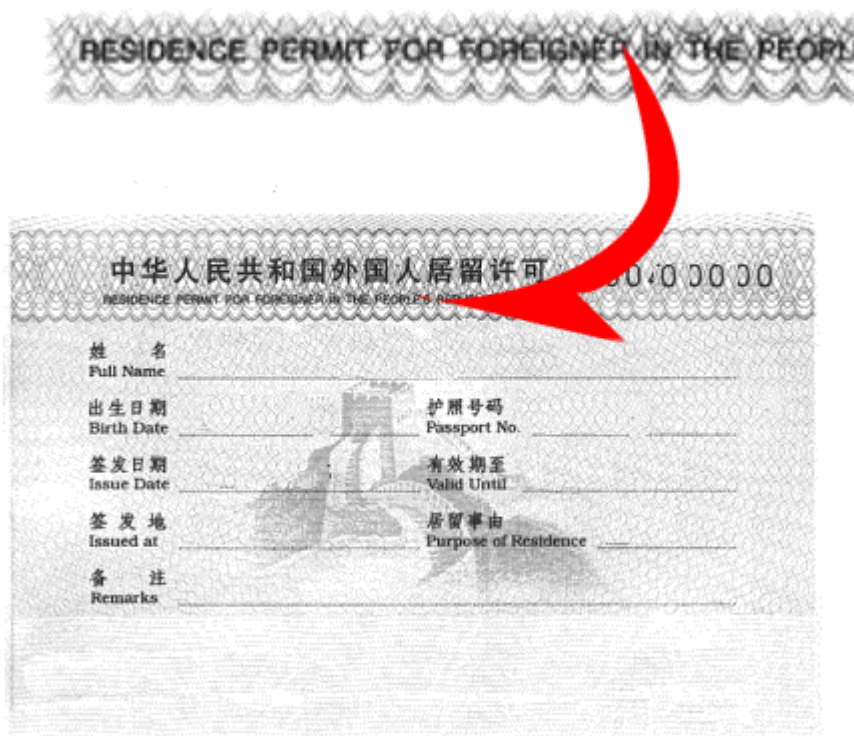 RESIDENCE PERMIT FOR FOREIGNER IN THE
中华人民共和国外国人居留许可
RESIDENCE PERMIT FOR FOREIGNER IN THE PEOPLE'S
姓 名
Full Name
出生日期 护照号码
Birth Date Passport No.
签发日期 有效期至
Issue Date Valid Until
签发地 居留事由
Issued at Purpose of Residence
备 注
Remarks